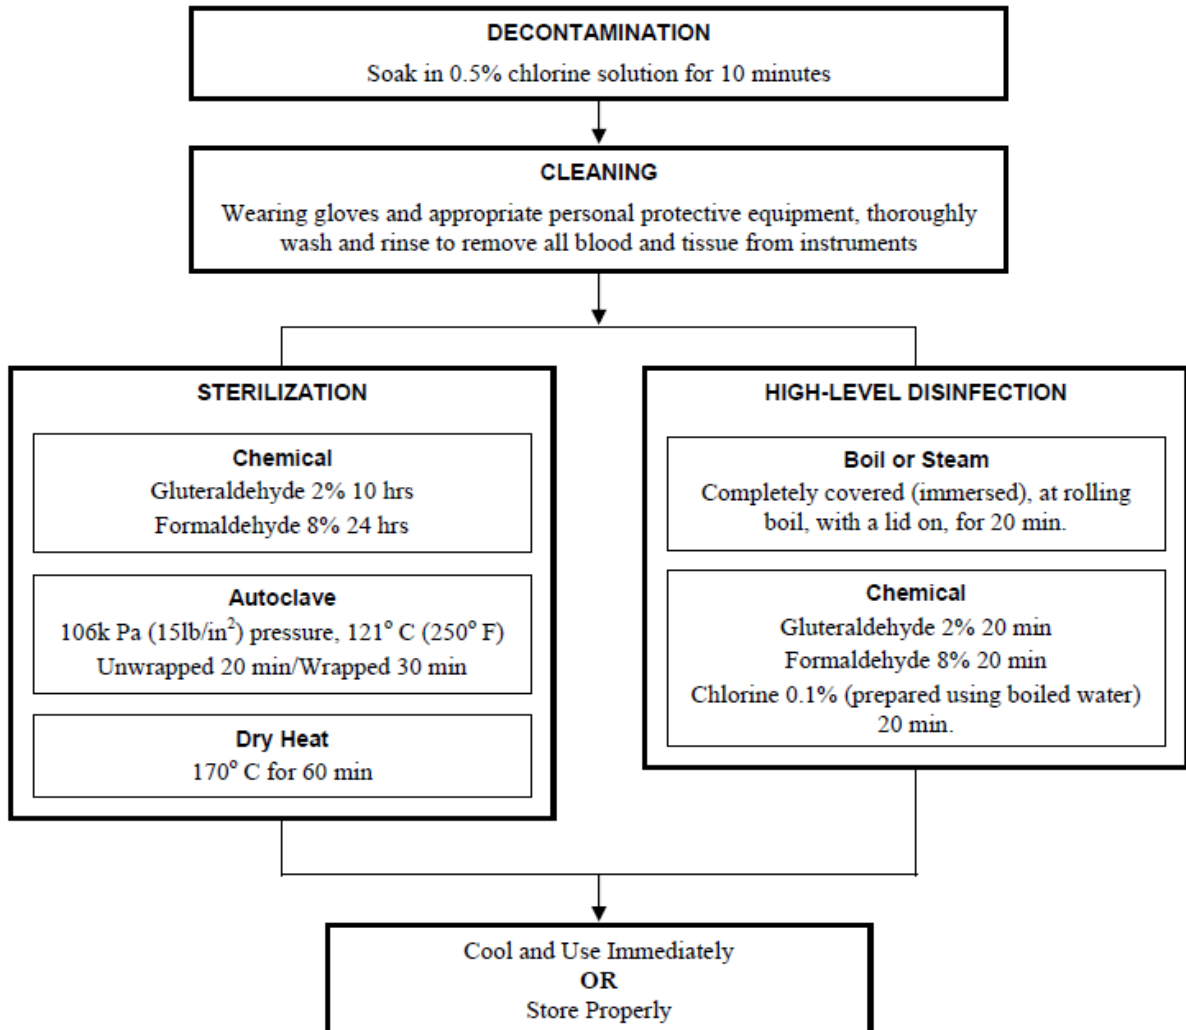 DECONTAMINATION
Soak in 0.5% chlorine solution for 10 minutes
CLEANING
Wearing gloves and appropriate personal protective equipment, thoroughly
wash and rinse to remove all blood and tissue from instruments
STERILIZATION
Chemical
Gluteraldehyde 2% 10 hrs
Formaldehyde 8% 24 hrs
Autoclave
106k Pa (15lb/in²) pressure, 121° C (250° F)
Unwrapped 20 min/Wrapped 30 min
Dry Heat
170° C for 60 min
HIGH-LEVEL DISINFECTION
Boil or Steam
Completely covered (immersed), at rolling
boil, with a lid on, for 20 min.
Chemical
Gluteraldehyde 2% 20 min
Formaldehyde 8% 20 min
Chlorine 0.1% (prepared using boiled water)
20 min.
Cool and Use Immediately
OR
Store Properly